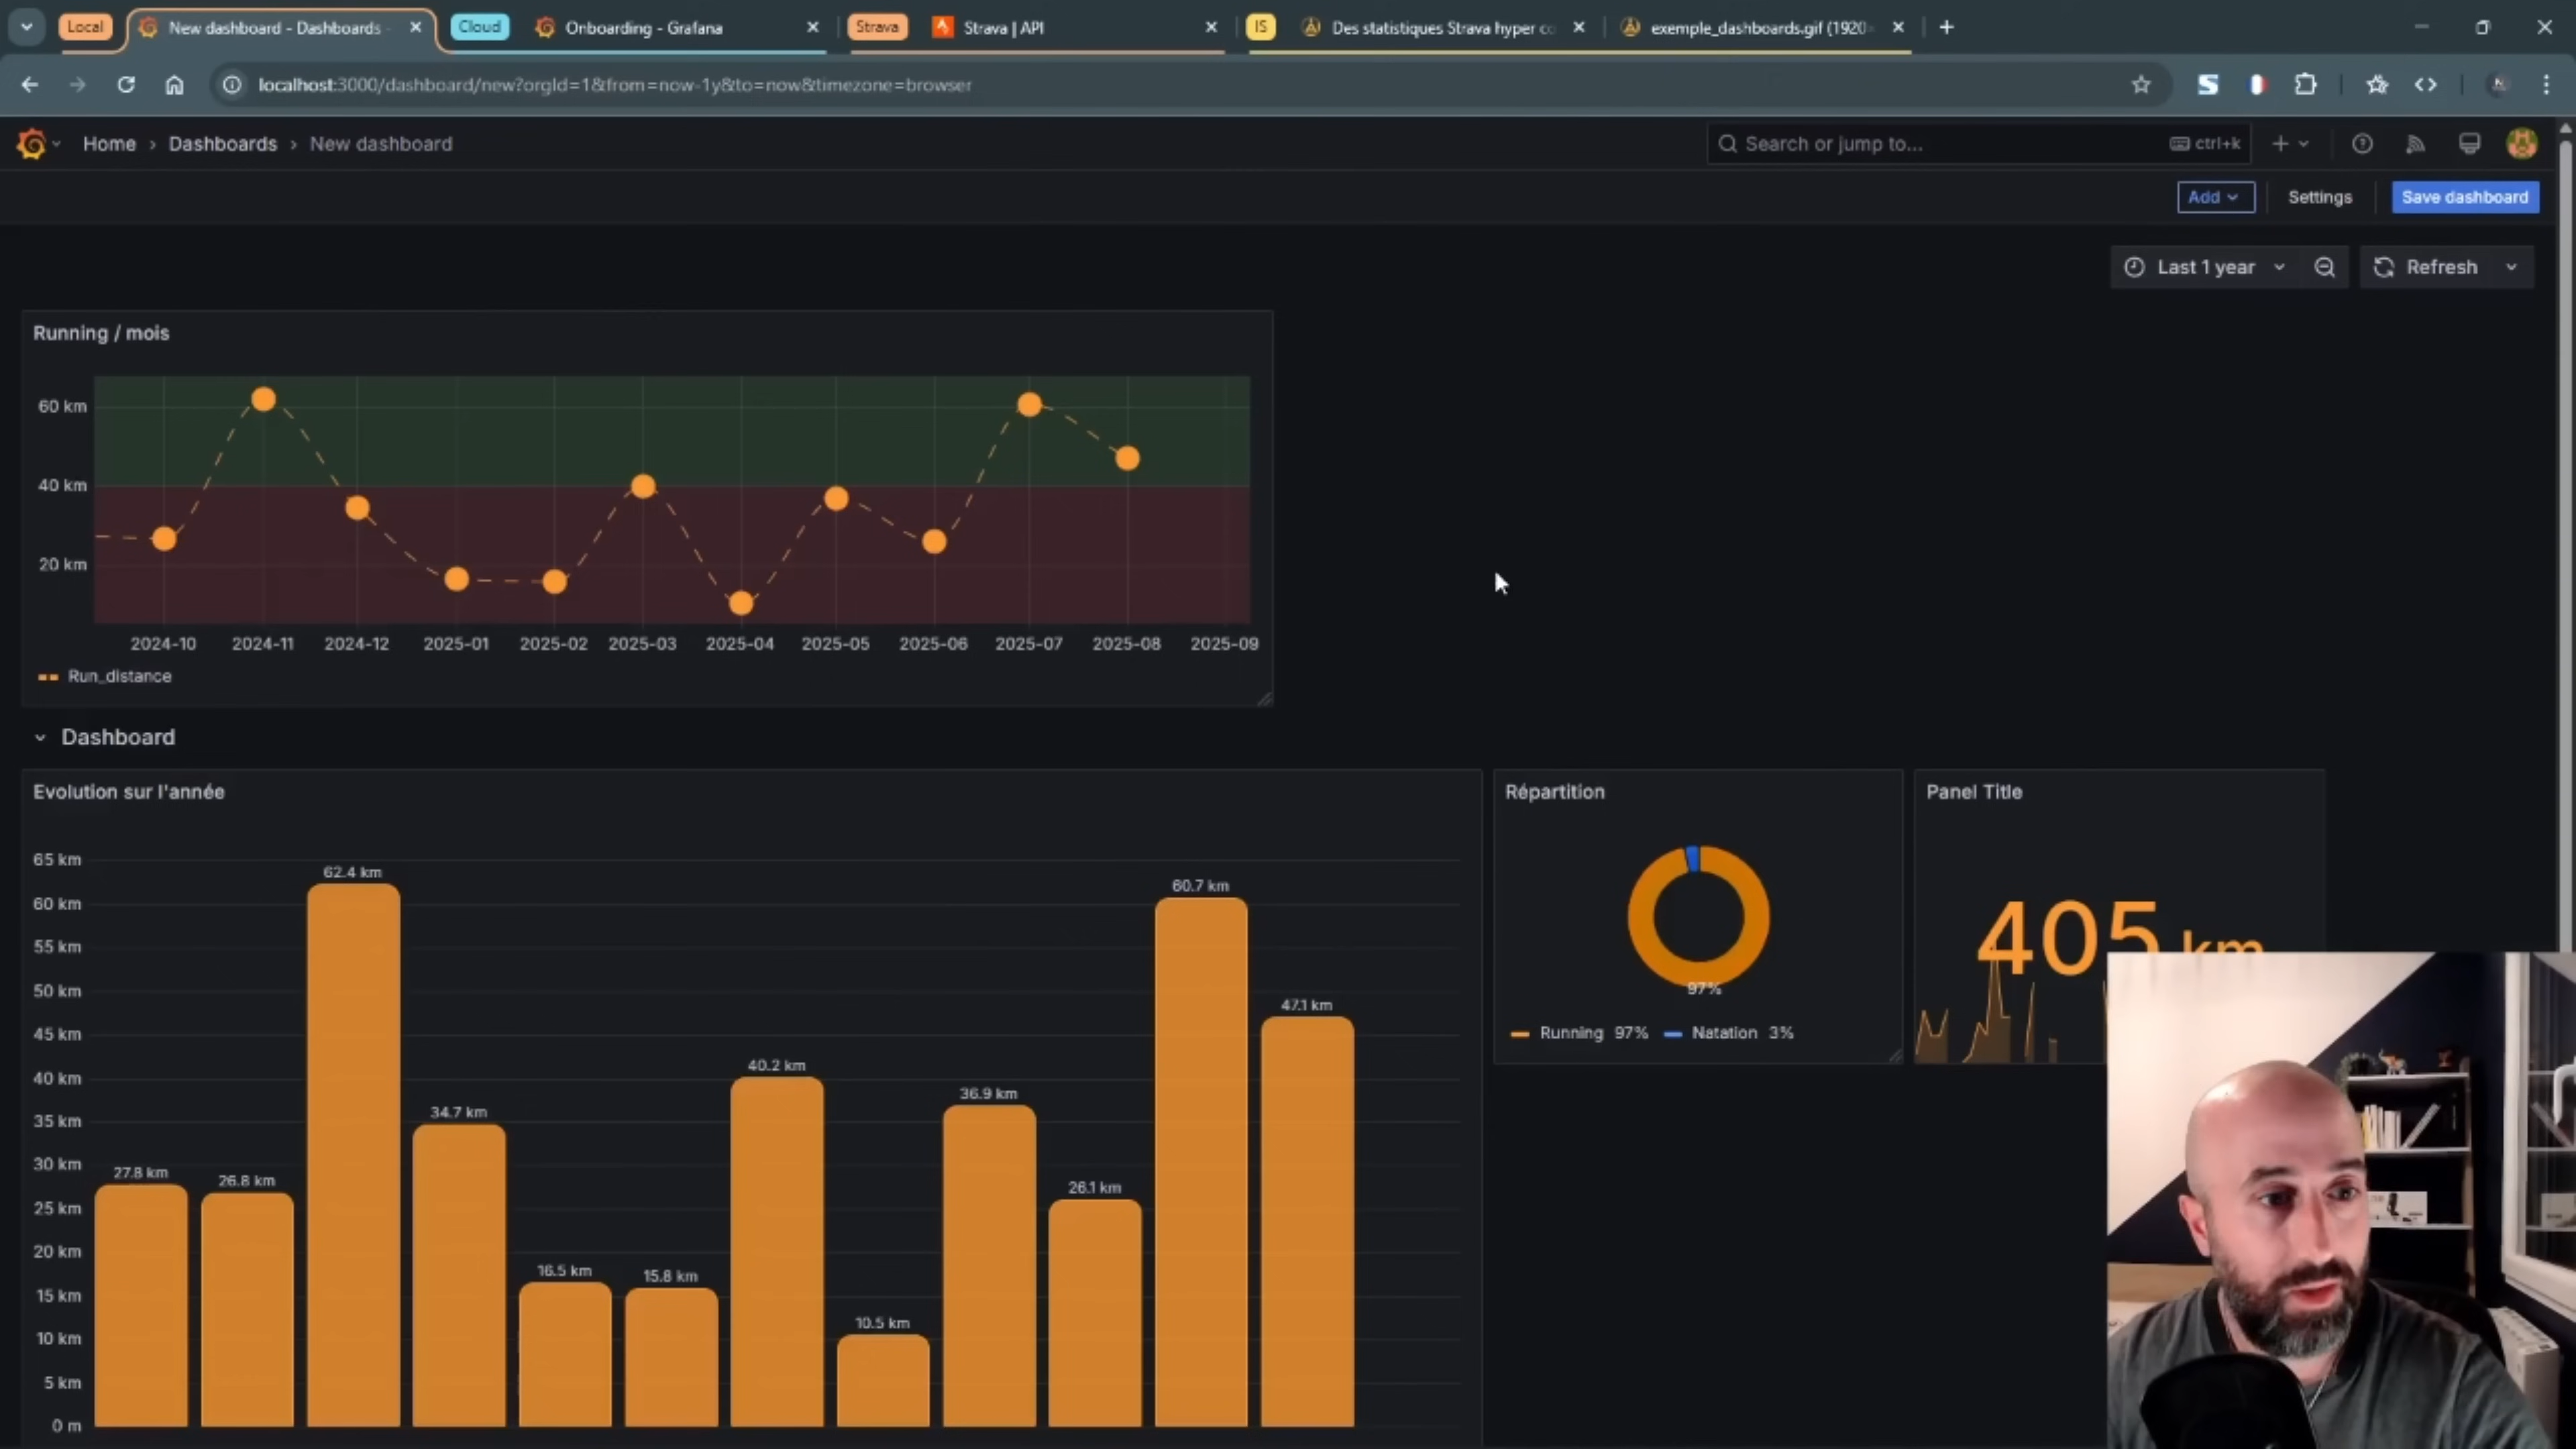 Local
New dashboard - Dashboards -
Cloud
Onboarding - Grafana
Strava
Strava | API
IS
Des statistiques Strava hyper co
exemple_dashboards.gif (1920×
localhost:3000/dashboard/new?orgId=1&from=now-1y&to=now&timezone=browser
Home › Dashboards › New dashboard
Search or jump to...
ctrl+k
Add
Settings
Save dashboard
Last 1 year
Refresh
Running / mois
60 km
40 km
20 km
2024-10 2024-11 2024-12 2025-01 2025-02 2025-03 2025-04 2025-05 2025-06 2025-07 2025-08 2025-09
Run_distance
Dashboard
Evolution sur l'année
65 km
60 km
55 km
50 km
45 km
40 km
35 km
30 km
25 km
20 km
15 km
10 km
5 km
0 m
27.8 km
26.8 km
62.4 km
34.7 km
16.5 km
15.8 km
40.2 km
10.5 km
36.9 km
26.1 km
60.7 km
47.1 km
Répartition
97%
Running 97% Natation 3%
Panel Title
405 km